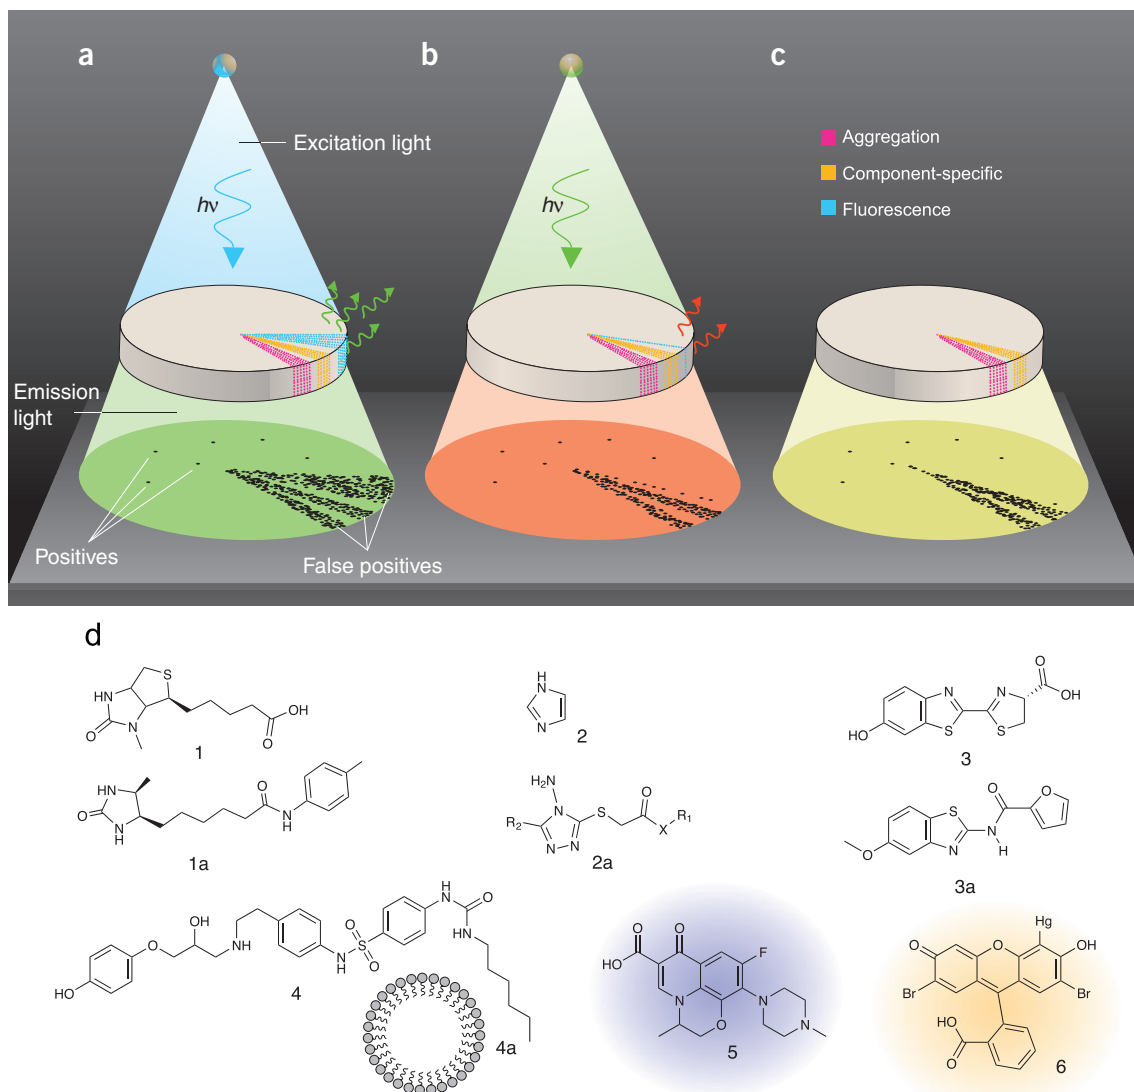 a
b
c
Excitation light
hν
hν
Aggregation
Component-specific
Fluorescence
Emission
light
Positives
False positives
d
S
HN
N
O
OH
O
1
H
N
N
2
N
N
S
S
O
OH
HO
3
HN
O
N
H
O
N
H
1a
H2N
N
S
O
R2
N
N
X
R1
2a
S
N
N
H
O
O
O
3a
OH
O
HO
NH
N
H
S
O
O
H
N
O
NH
4
4a
O
O
HO
F
N
O
N
N
5
Hg
O
O
OH
Br
Br
HO
O
6